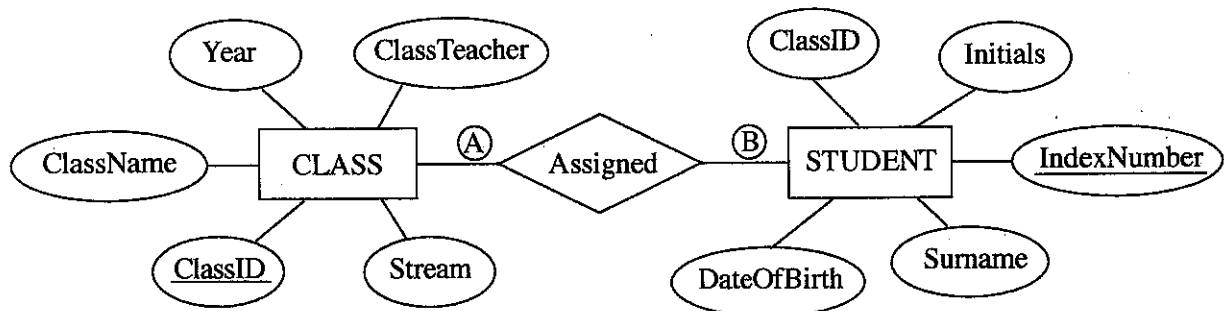 Year
ClassTeacher
ClassID
Initials
ClassName
CLASS
A
Assigned
B
STUDENT
IndexNumber
ClassID
Stream
DateOfBirth
Surname